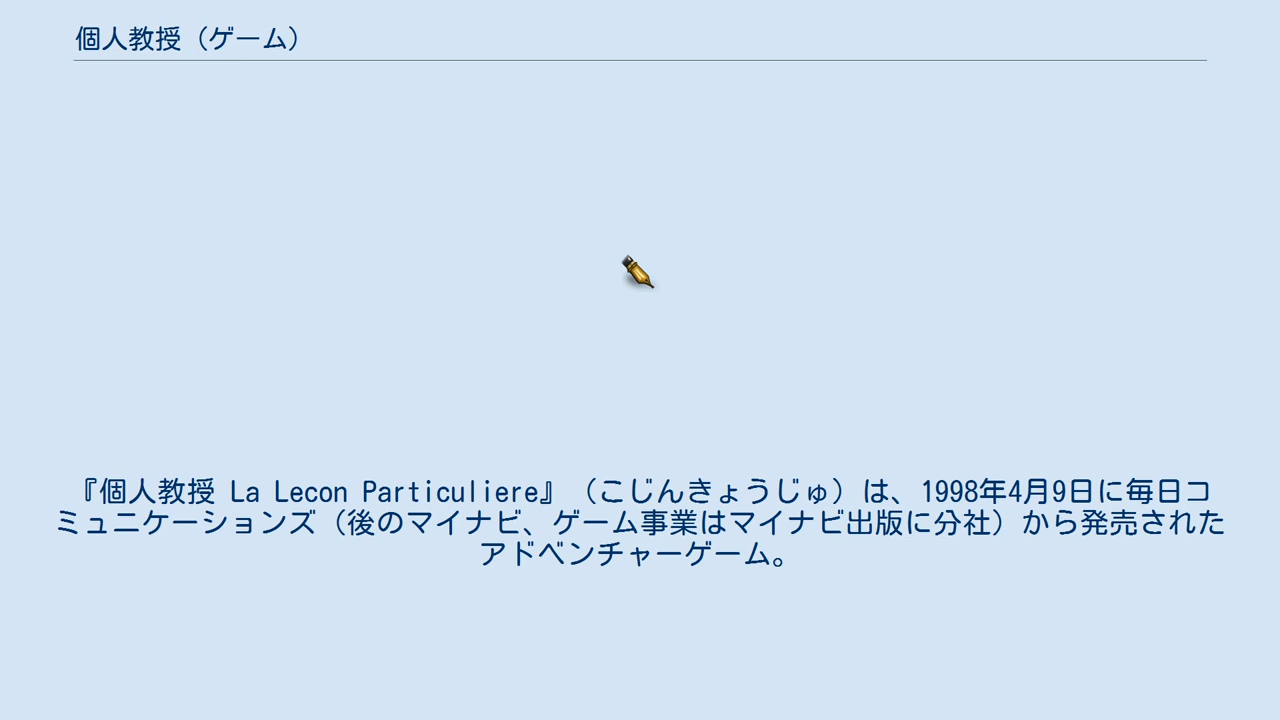 個人教授（ゲーム）
『個人教授 La Lecon Particuliere』（こじんきょうじゅ）は、1998年4月9日に毎日コ
ミュニケーションズ（後のマイナビ、ゲーム事業はマイナビ出版に分社）から発売された
アドベンチャーゲーム。